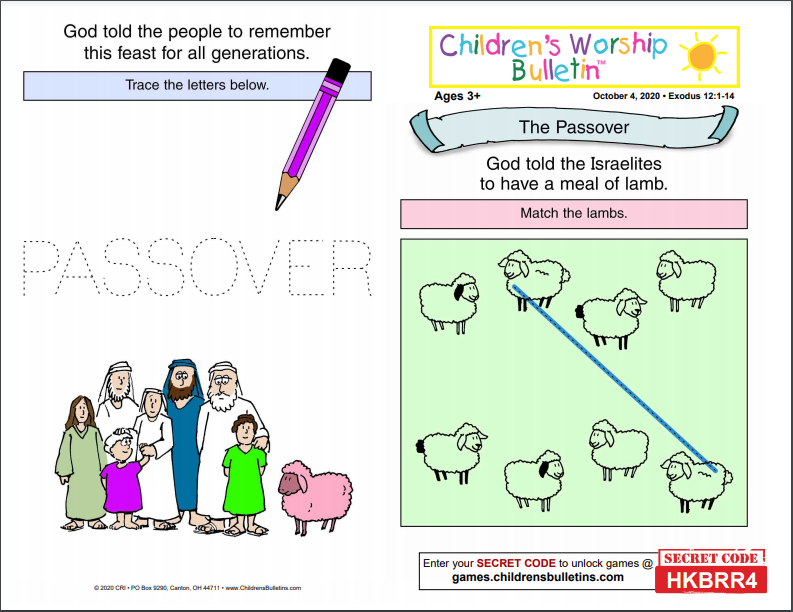 God told the people to remember
this feast for all generations.
Trace the letters below.
PASSOVER
© 2020 CRI • PO Box 9290, Canton, OH 44711 • www.ChildrensBulletins.com
Children's Worship
Bulletin™
Ages 3+
October 4, 2020 • Exodus 12:1-14
The Passover
God told the Israelites
to have a meal of lamb.
Match the lambs.
Enter your SECRET CODE to unlock games @
games.childrensbulletins.com
SECRET CODE
HKBRR4